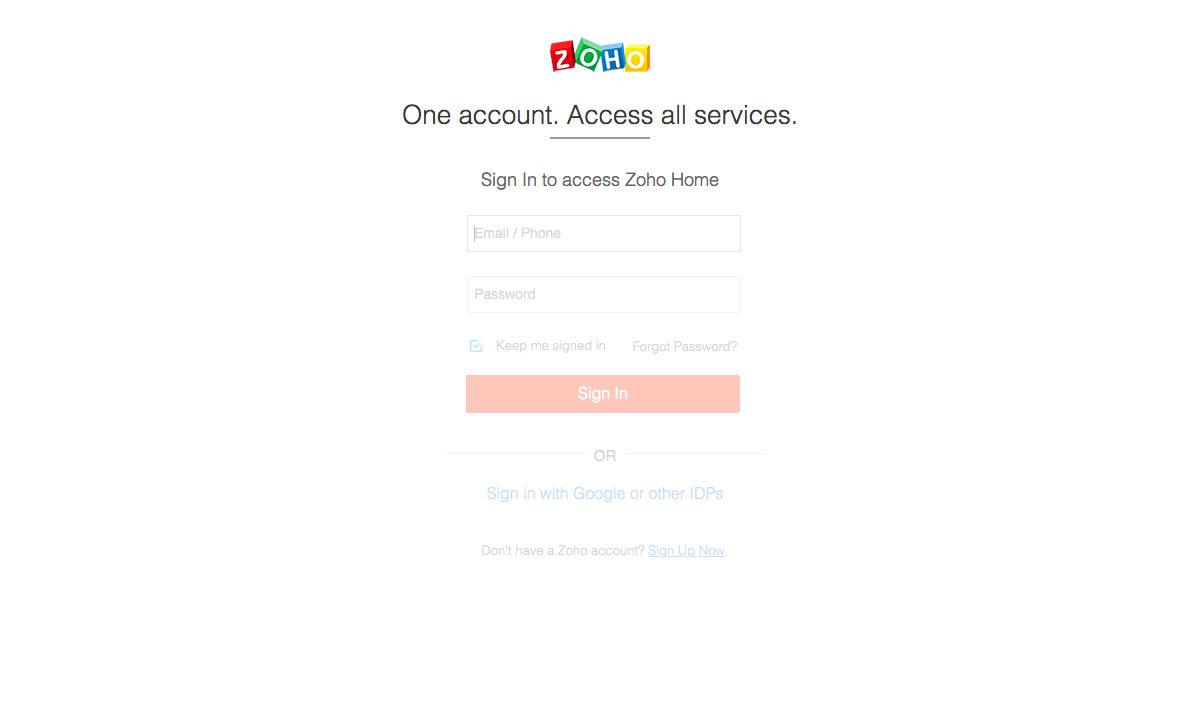 ZOHO
One account. Access all services.
Sign In to access Zoho Home
Email / Phone
Password
Keep me signed in Forgot Password?
Sign In
OR
Sign in with Google or other IDPs
Don't have a Zoho account? Sign Up Now